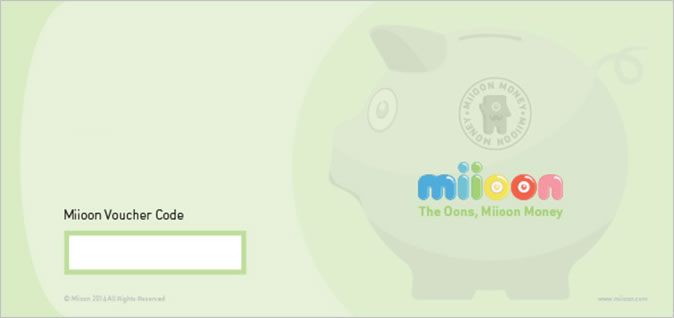 MIIOON MONEY • MIIOON MONEY •
miioon
The Oons, Miioon Money
Miioon Voucher Code
© Miioon 2016 All Rights Reserved
www.miioon.com